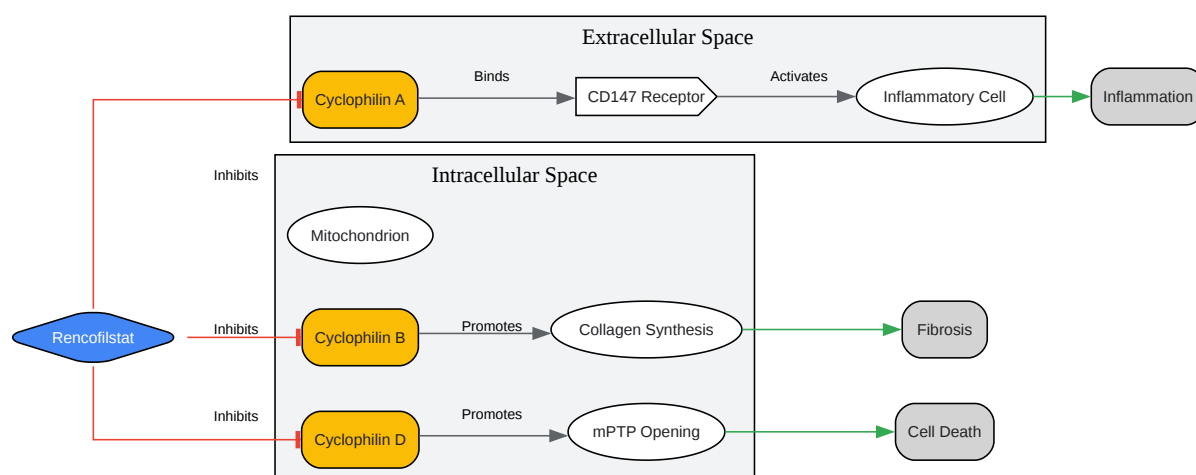 Extracellular Space
Cyclophilin A
Binds
CD147 Receptor
Activates
Inflammatory Cell
Inflammation
Inhibits
Intracellular Space
Mitochondrion
Rencofilstat
Inhibits
Cyclophilin B
Promotes
Collagen Synthesis
Fibrosis
Inhibits
Cyclophilin D
Promotes
mPTP Opening
Cell Death